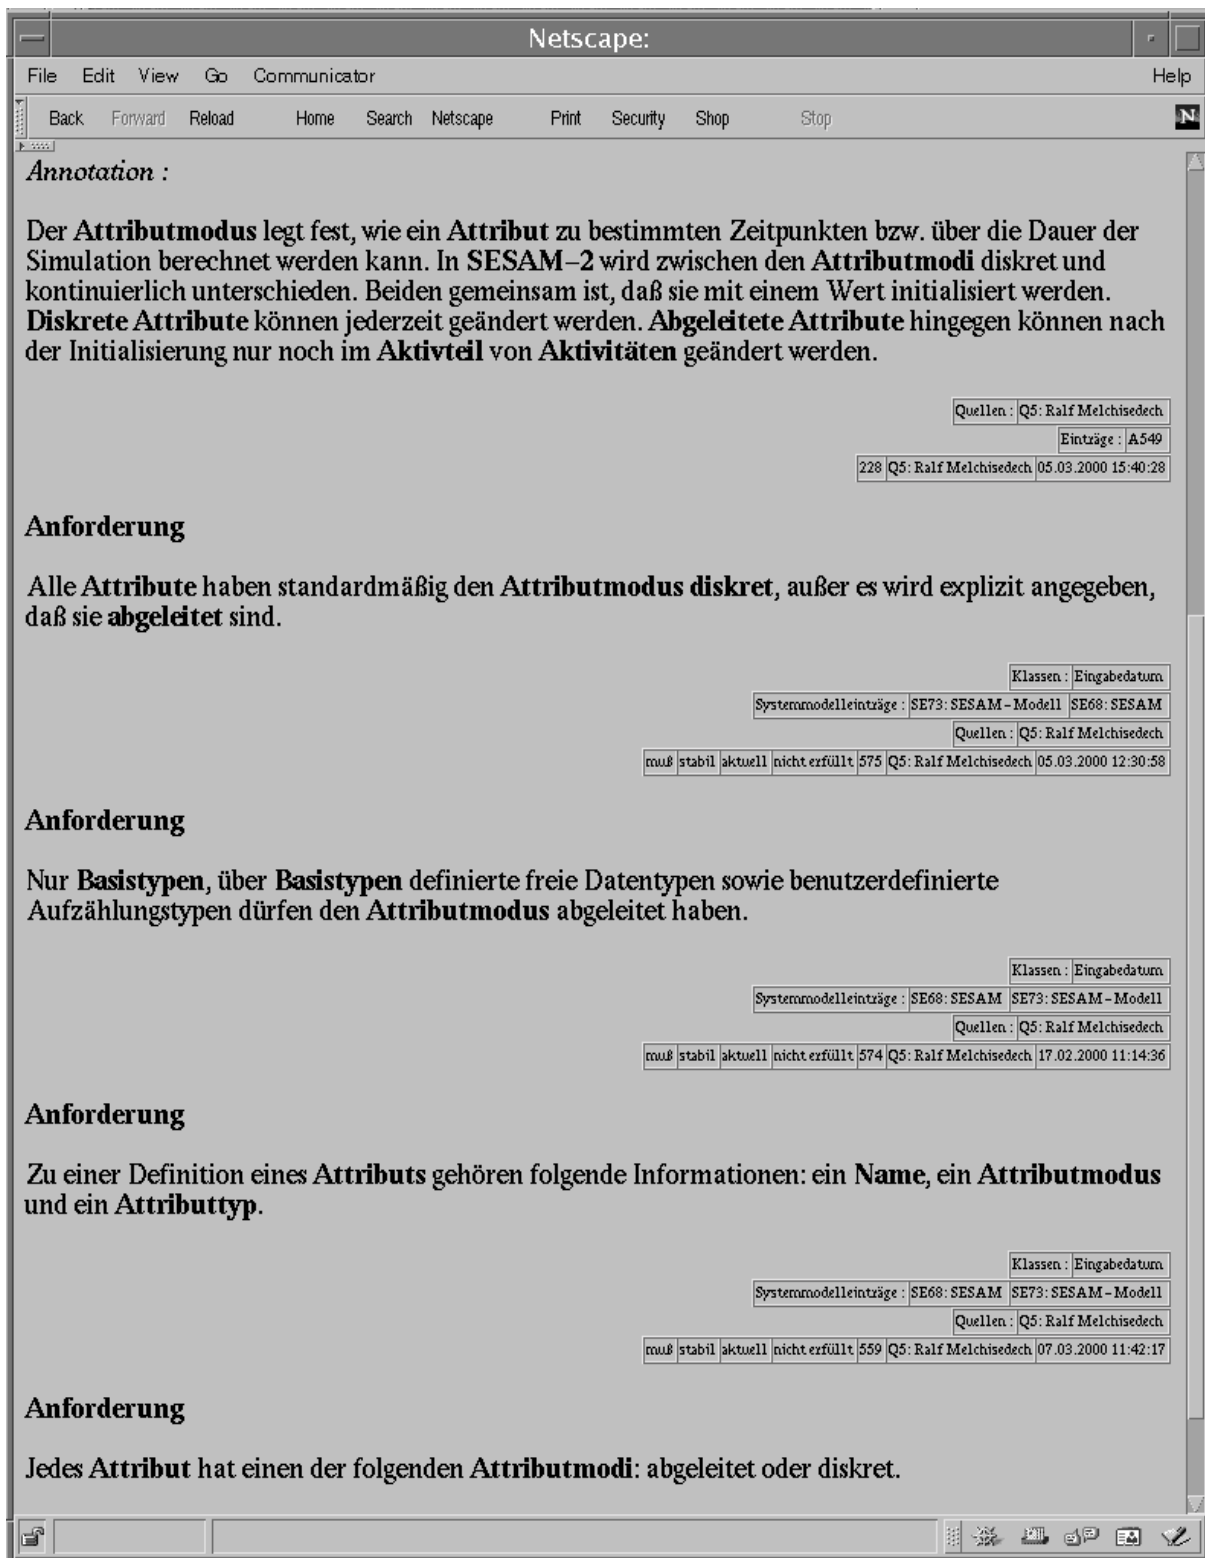 Netscape:
File Edit View Go Communicator Help
Back Forward Reload Home Search Netscape Print Security Shop Stop N
Annotation :
Der Attributmodus legt fest, wie ein Attribut zu bestimmten Zeitpunkten bzw. über die Dauer der
Simulation berechnet werden kann. In SESAM-2 wird zwischen den Attributmodi diskret und
kontinuierlich unterschieden. Beiden gemeinsam ist, daß sie mit einem Wert initialisiert werden.
Diskrete Attribute können jederzeit geändert werden. Abgeleitete Attribute hingegen können nach
der Initialisierung nur noch im Aktivteil von Aktivitäten geändert werden.
Quellen : Q5: Ralf Melchisedech
Einträge : A549
228 Q5: Ralf Melchisedech 05.03.2000 15:40:28
Anforderung
Alle Attribute haben standardmäßig den Attributmodus diskret, außer es wird explizit angegeben,
daß sie abgeleitet sind.
Klassen : Eingabedatum
Systemmodelleinträge : SE73: SESAM-Modell SE68: SESAM
Quellen : Q5: Ralf Melchisedech
muß stabil aktuell nicht erfüllt 575 Q5: Ralf Melchisedech 05.03.2000 12:30:58
Anforderung
Nur Basistypen, über Basistypen definierte freie Datentypen sowie benutzerdefinierte
Aufzählungstypen dürfen den Attributmodus abgeleitet haben.
Klassen : Eingabedatum
Systemmodelleinträge : SE68: SESAM SE73: SESAM-Modell
Quellen : Q5: Ralf Melchisedech
muß stabil aktuell nicht erfüllt 574 Q5: Ralf Melchisedech 17.02.2000 11:14:36
Anforderung
Zu einer Definition eines Attributs gehören folgende Informationen: ein Name, ein Attributmodus
und ein Attributtyp.
Klassen : Eingabedatum
Systemmodelleinträge : SE68: SESAM SE73: SESAM-Modell
Quellen : Q5: Ralf Melchisedech
muß stabil aktuell nicht erfüllt 559 Q5: Ralf Melchisedech 07.03.2000 11:42:17
Anforderung
Jedes Attribut hat einen der folgenden Attributmodi: abgeleitet oder diskret.